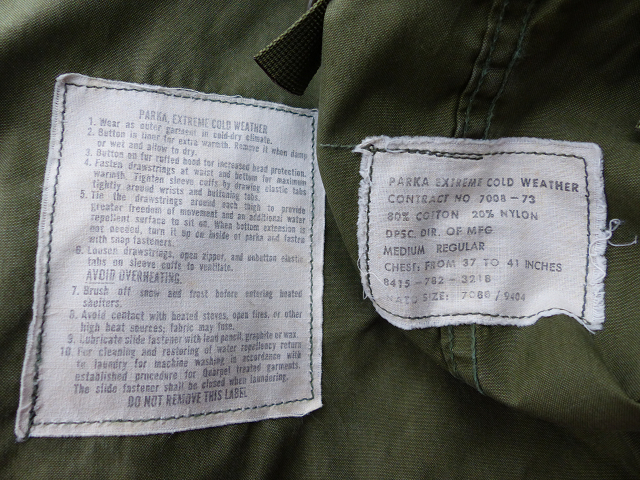 PARKA, EXTREME COLD WEATHER
1. Wear as outer garment in cold-dry climate.
2. Button in liner for extra warmth. Remove it when damp
or wet and allow to dry.
3. Button on fur ruffed hood for increased head protection.
4. Fasten drawstrings at waist and bottom for maximum
warmth. Tighten sleeve cuffs by drawing elastic tabs
tightly around wrists and buttoning tabs.
5. Tie the drawstrings around each thigh to provide
greater freedom of movement and an additional water
repellent surface to sit on. When bottom extension is
not needed, turn it up on inside of parka and fasten
with snap fasteners.
6. Loosen drawstrings, open zipper, and unbutton elastic
tabs on sleeve cuffs to ventilate.
AVOID OVERHEATING.
7. Brush off snow and frost before entering heated
shelters.
8. Avoid contact with heated stoves, open fires, or other
high heat sources; fabric may fuse.
9. Lubricate slide fastener with lead pencil, graphite or wax.
10. For cleaning and restoring of water repellency return
to laundry for machine washing in accordance with
established procedure for Quarpel treated garments.
The slide fastener shall be closed when laundering.
DO NOT REMOVE THIS LABEL
PARKA EXTREME COLD WEATHER
CONTRACT NO. 7008-73
80% COTTON 20% NYLON
DPSC. DIR. OF MFG
MEDIUM REGULAR
CHEST: FROM 37 TO 41 INCHES
8415-782-3218
NATO SIZE: 7080/9404